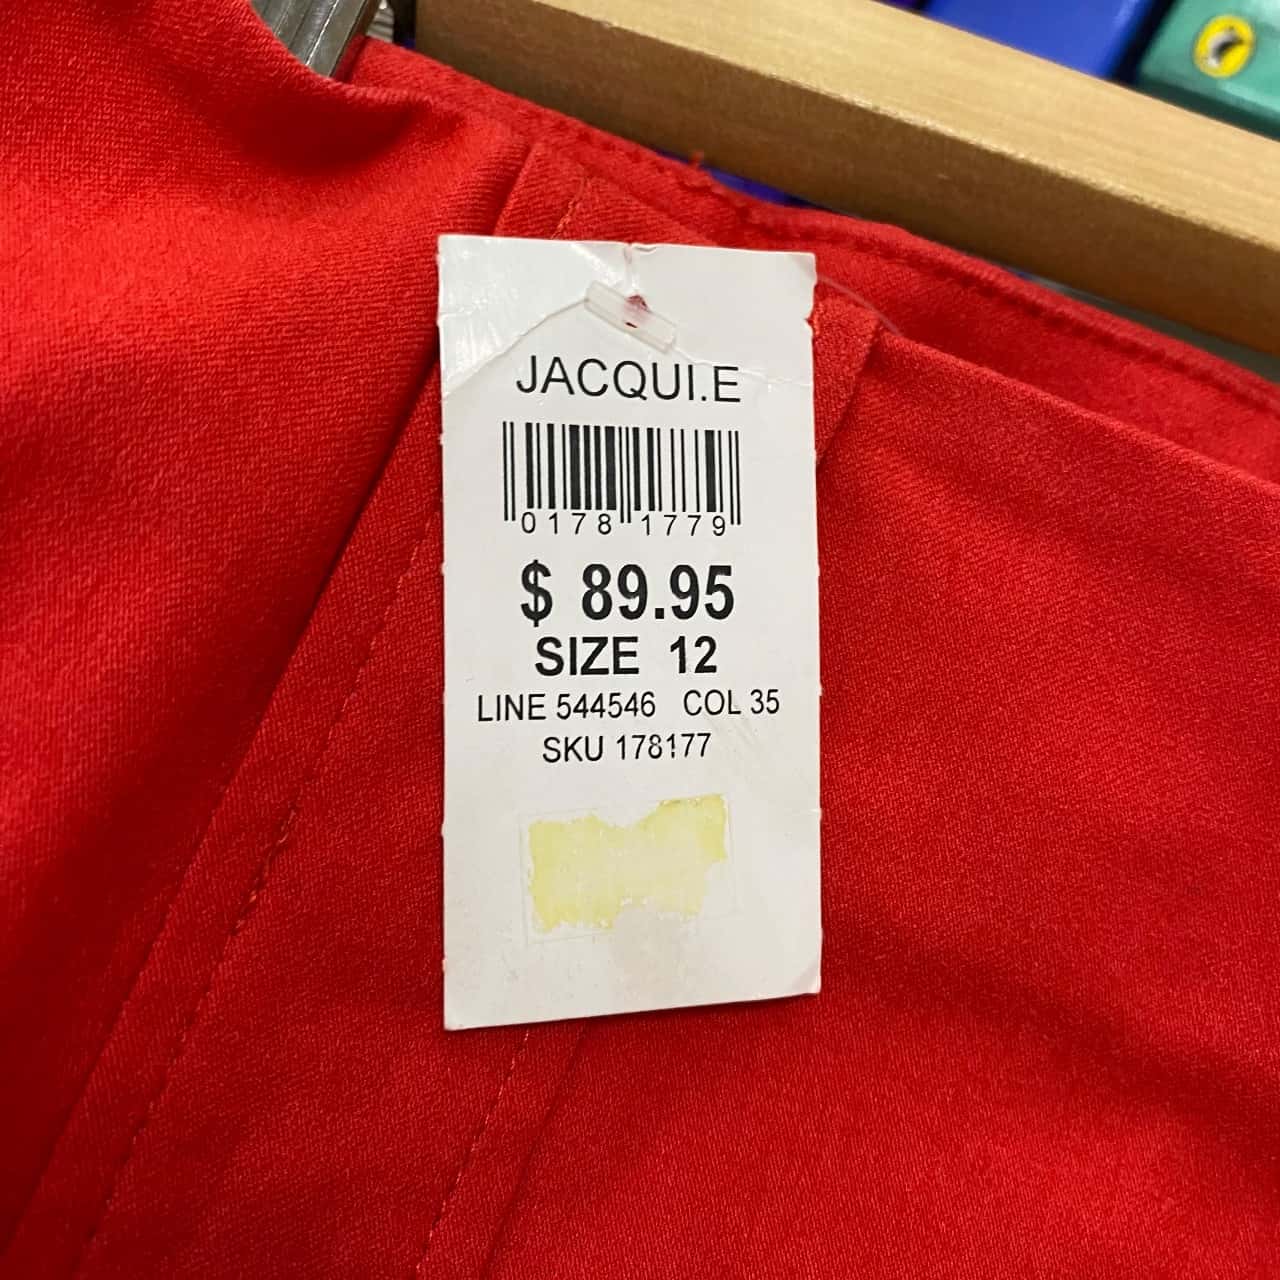 JACQUI.E
0178 1779
$ 89.95
SIZE 12
LINE 544546 COL 35
SKU 178177